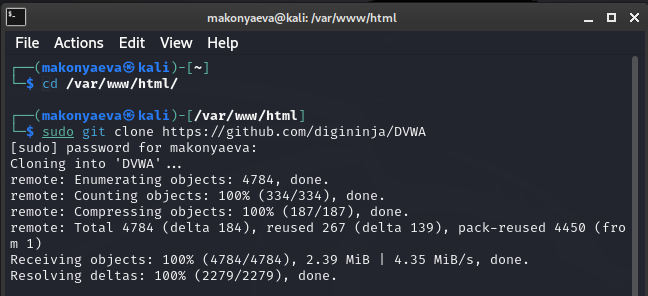 makonyaeva@kali: /var/www/html
File Actions Edit View Help
┌──(makonyaeva㉿kali)-[~]
└─$ cd /var/www/html/
┌──(makonyaeva㉿kali)-[/var/www/html]
└─$ sudo git clone https://github.com/digininja/DVWA
[sudo] password for makonyaeva:
Cloning into 'DVWA'...
remote: Enumerating objects: 4784, done.
remote: Counting objects: 100% (334/334), done.
remote: Compressing objects: 100% (187/187), done.
remote: Total 4784 (delta 184), reused 267 (delta 139), pack-reused 4450 (fro
m 1)
Receiving objects: 100% (4784/4784), 2.39 MiB | 4.35 MiB/s, done.
Resolving deltas: 100% (2279/2279), done.